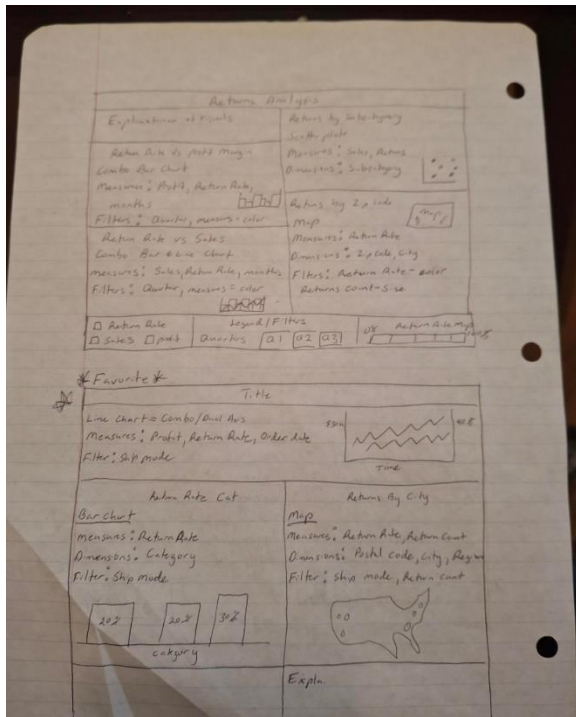 Returns Analysis
Explanation of Visuals
Return Rate vs profit Margin
Combo Bar Chart
Measures: Profit, Return Rate,
months
Filters: Quarter, measures = color
Return Rate vs Sales
Combo Bar & Line Chart
measures: Sales, Return Rate, months
Filters: Quarter, measures = color
Returns by Subcategory
Scatter plot
Measures: Sales, Returns
Dimensions: Subcategory
Returns by Zip code
Map
Map
Measures: Return Rate
Dimensions: Zip code, City
Filters: Return Rate - color
Returns count - Size
Return Rate
Sales profit
Legend/Filters
Quarters Q1 Q2 Q3
0% Return Rate Map 100%
Favorite
Title
Line Chart = Combo/Dual Axis
Measures: Profit, Return Rate, Order date
Filter: Ship mode
Time
Return Rate Cat
Bar Chart
measures: Return Rate
Dimensions: Category
Filter: Ship mode
20% 20% 30%
category
Returns By City
Map
Measures: Return Rate, Return Count
Dimensions: Postal code, City, Region
Filter: ship mode, Return count
Expla.